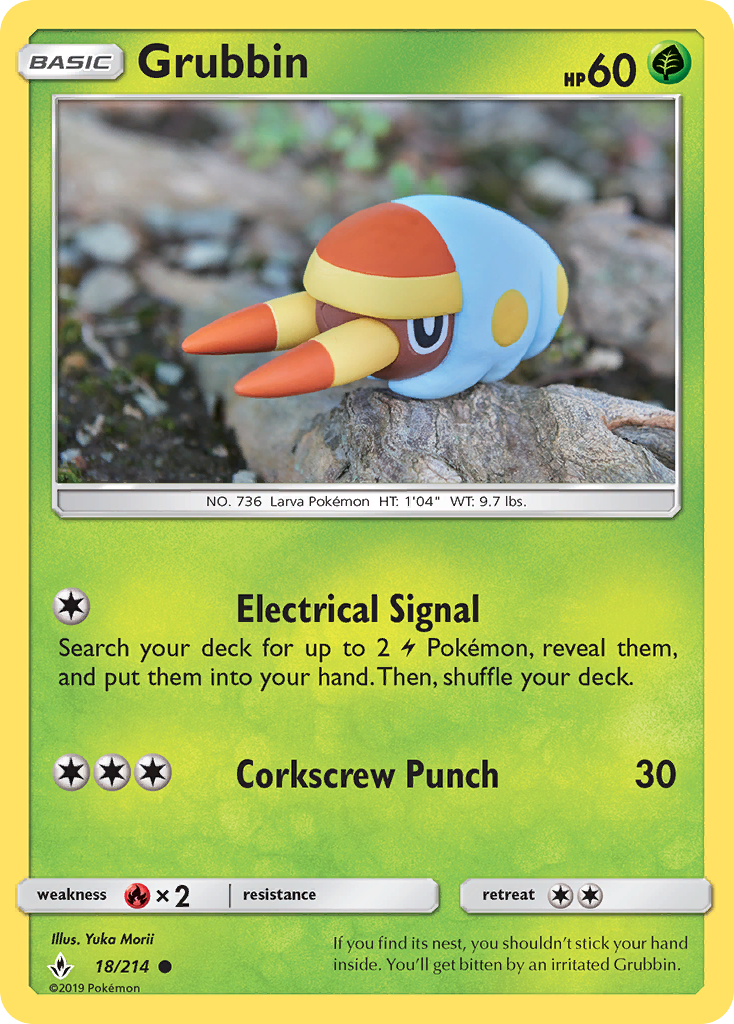 BASIC Grubbin HP60
NO. 736 Larva Pokémon HT: 1'04" WT: 9.7 lbs.
Electrical Signal
Search your deck for up to 2 Pokémon, reveal them,
and put them into your hand. Then, shuffle your deck.
Corkscrew Punch 30
weakness ×2 resistance retreat
Illus. Yuka Morii
18/214
©2019 Pokémon
If you find its nest, you shouldn't stick your hand
inside. You'll get bitten by an irritated Grubbin.